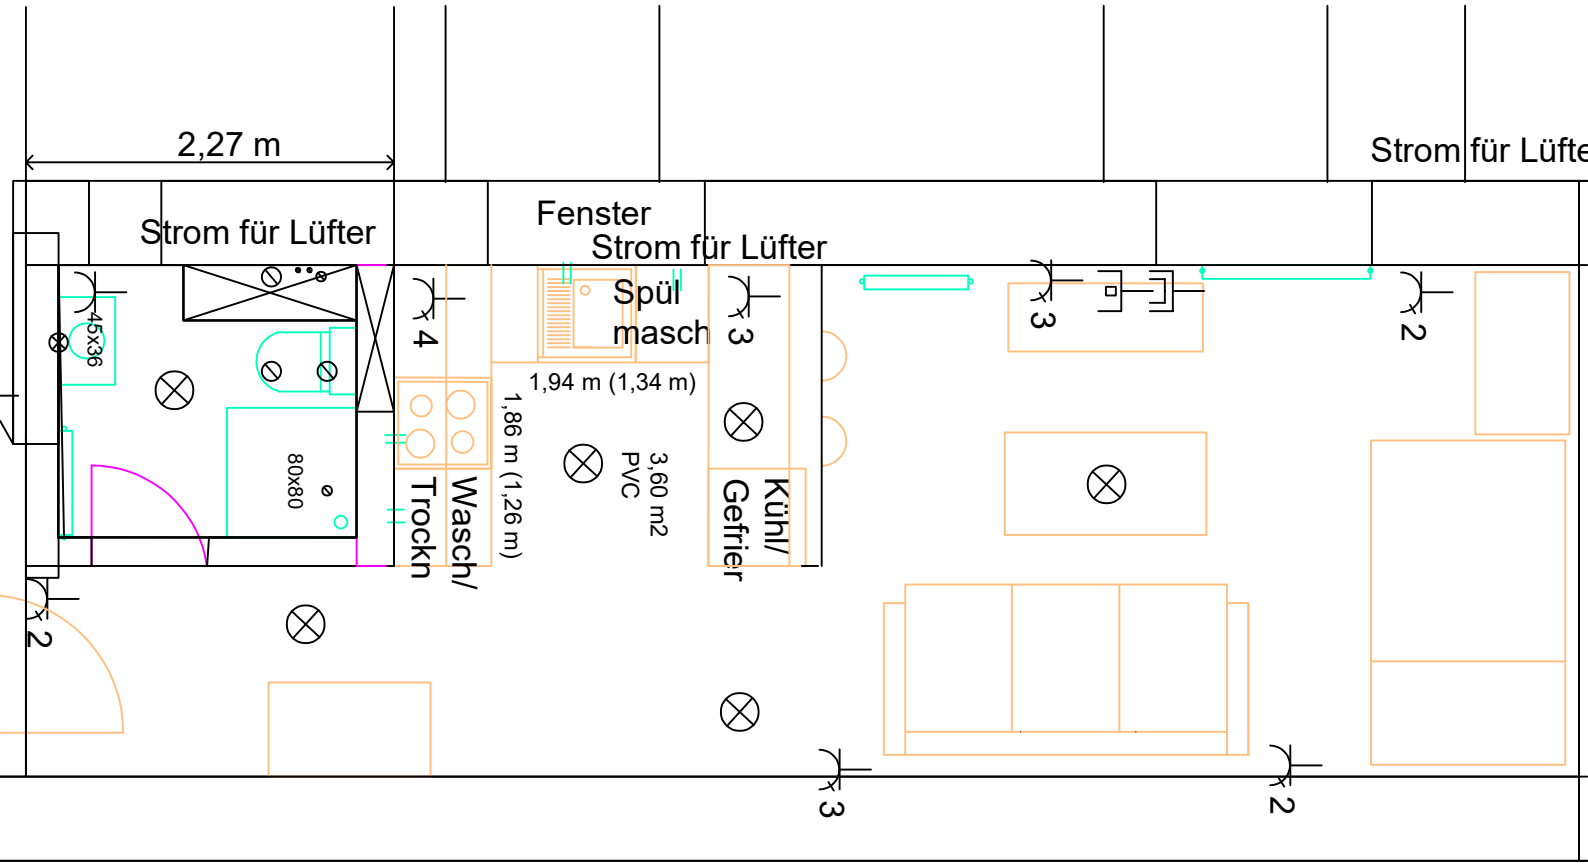 2,27 m
Strom für Lüfte
Fenster
Strom für Lüfter
Strom für Lüfter
Spül
masch
45x36
4
3
3
2
1,94 m (1,34 m)
1,86 m (1,26 m)
3,60 m2
PVC
80x80
Wasch/
Trockn
Kühl/
Gefrier
2
3
2